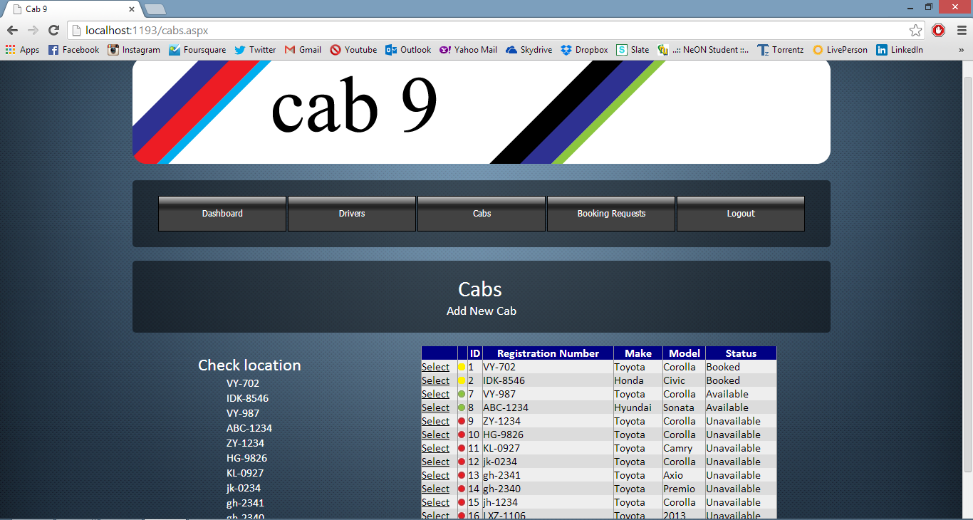 Cab 9
localhost:1193/cabs.aspx
Apps Facebook Instagram Foursquare Twitter Gmail Youtube Outlook Yahoo Mail Skydrive Dropbox Slate ..:: NeON Student ::.. Torrentz LivePerson LinkedIn »
cab 9
Dashboard Drivers Cabs Booking Requests Logout
Cabs
Add New Cab
Check location
VY-702
IDK-8546
VY-987
ABC-1234
ZY-1234
HG-9826
KL-0927
jk-0234
gh-2341
gh-2340
ID Registration Number Make Model Status
Select 1 VY-702 Toyota Corolla Booked
Select 2 IDK-8546 Honda Civic Booked
Select 7 VY-987 Toyota Corolla Available
Select 8 ABC-1234 Hyundai Sonata Available
Select 9 ZY-1234 Toyota Corolla Unavailable
Select 10 HG-9826 Toyota Corolla Unavailable
Select 11 KL-0927 Toyota Camry Unavailable
Select 12 jk-0234 Toyota Corolla Unavailable
Select 13 gh-2341 Toyota Axio Unavailable
Select 14 gh-2340 Toyota Premio Unavailable
Select 15 jh-1234 Toyota Corolla Unavailable
Select 16 LXZ-1106 Toyota 2013 Unavailable